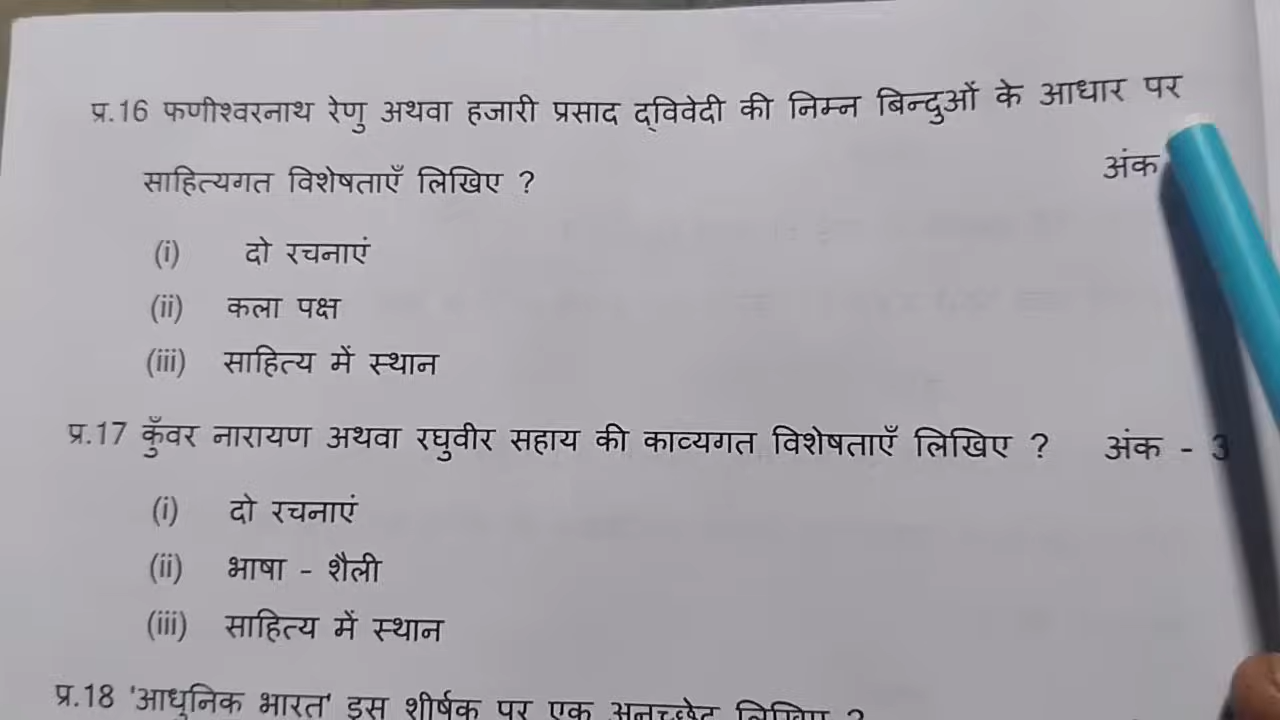 प्र.16 फणीश्वरनाथ रेणु अथवा हजारी प्रसाद द्‌विवेदी की निम्न बिन्दुओं के आधार पर
साहित्यगत विशेषताएँ लिखिए ? अंक
(i) दो रचनाएं
(ii) कला पक्ष
(iii) साहित्य में स्थान
प्र.17 कुँवर नारायण अथवा रघुवीर सहाय की काव्यगत विशेषताएँ लिखिए ? अंक - 3
(i) दो रचनाएं
(ii) भाषा - शैली
(iii) साहित्य में स्थान
प्र.18 'आधुनिक भारत' इस शीर्षक पर एक अनुच्छेद लिखिए ?